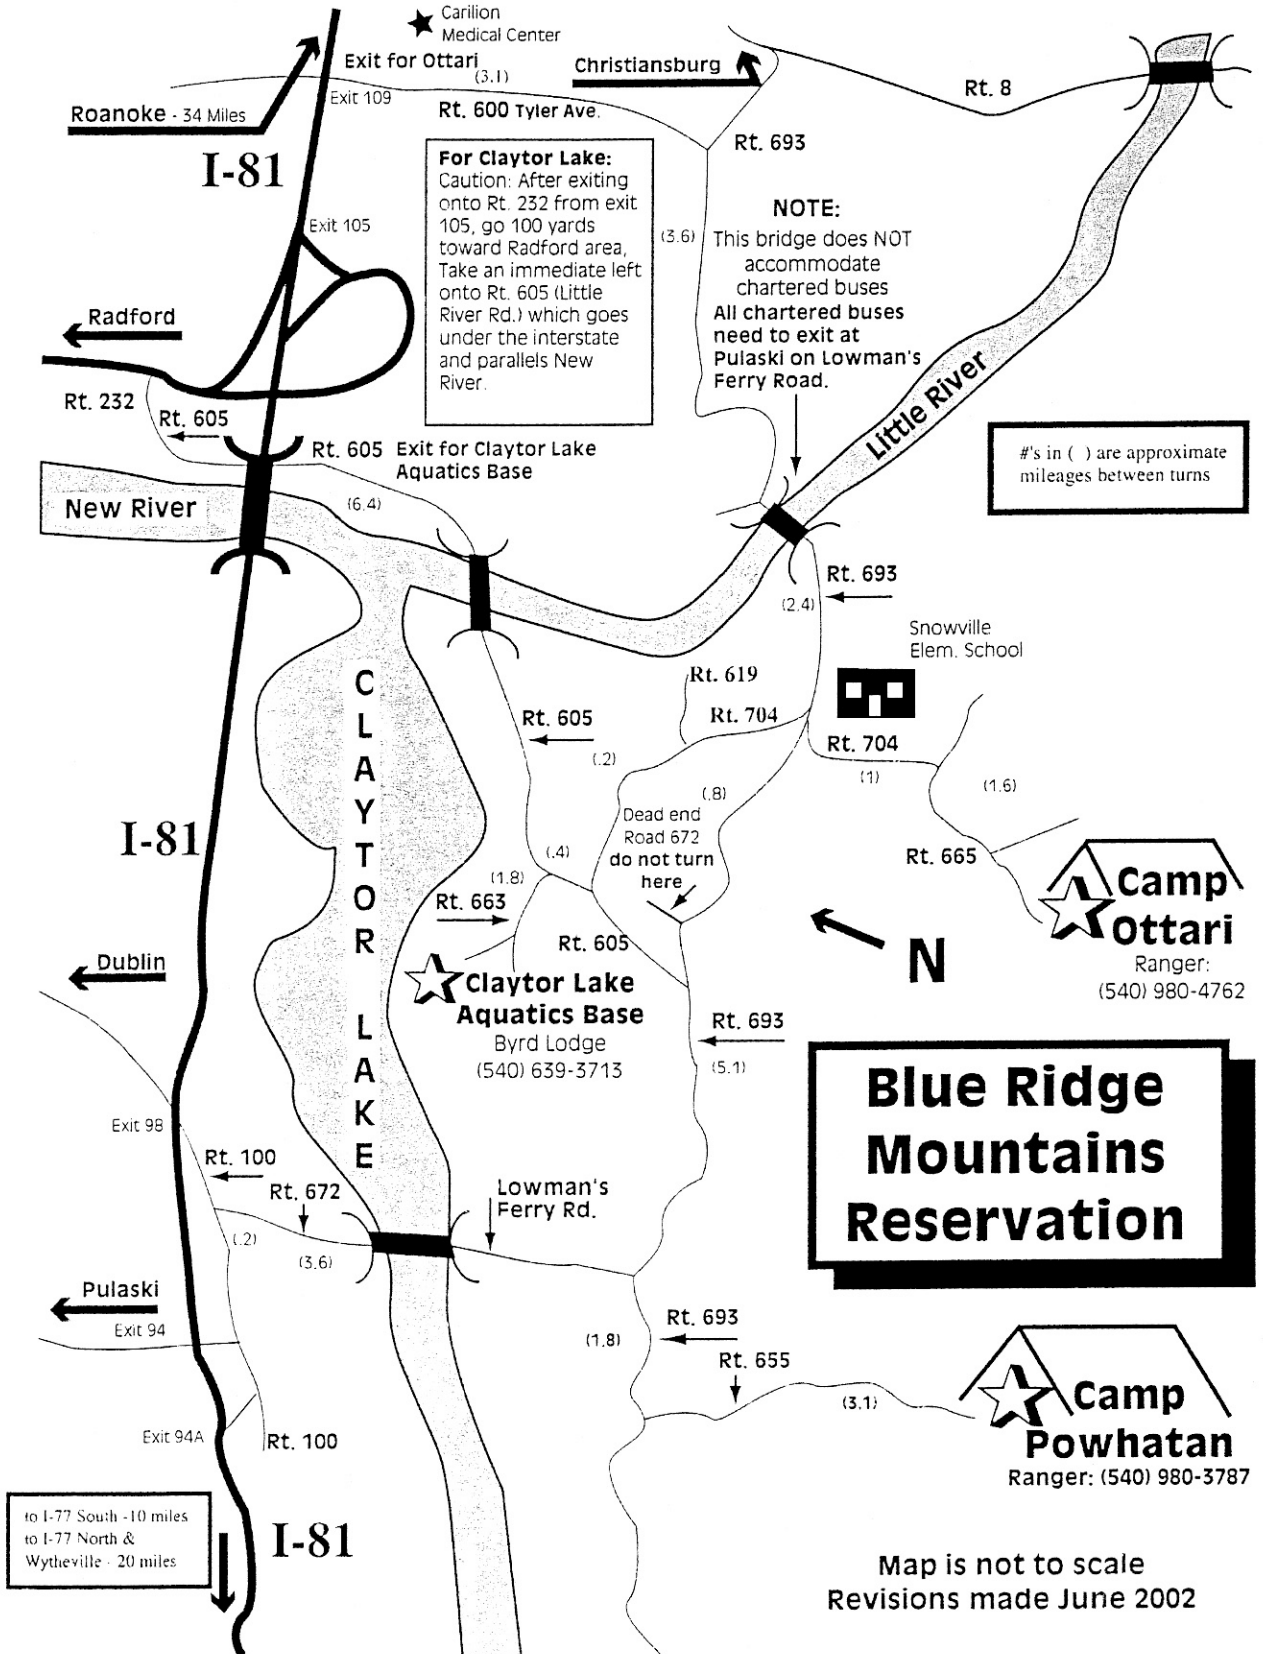 Carilion
Medical Center
Exit for Ottari
(3.1)
Exit 109
Rt. 600 Tyler Ave.
Roanoke - 34 Miles
I-81
Christiansburg
Rt. 8
Rt. 693
For Claytor Lake:
Caution: After exiting
onto Rt. 232 from exit
105, go 100 yards
toward Radford area,
Take an immediate left
onto Rt. 605 (Little
River Rd.) which goes
under the interstate
and parallels New
River.
Exit 105
(3.6)
NOTE:
This bridge does NOT
accommodate
chartered buses
All chartered buses
need to exit at
Pulaski on Lowman's
Ferry Road.
Radford
Rt. 232
Rt. 605
Rt. 605 Exit for Claytor Lake
Aquatics Base
Little River
#'s in ( ) are approximate
mileages between turns
New River
(6.4)
Rt. 693
(2.4)
Snowville
Elem. School
CLAYTOR LAKE
Rt. 619
Rt. 704
Rt. 605
(.2)
Rt. 704
(1)
(1.6)
(.8)
Dead end
Road 672
do not turn
here
I-81
(.4)
(1.8)
Rt. 663
Rt. 605
Rt. 665
Camp
Ottari
Ranger:
(540) 980-4762
N
Dublin
Claytor Lake
Aquatics Base
Byrd Lodge
(540) 639-3713
Rt. 693
(5.1)
Blue Ridge
Mountains
Reservation
Exit 98
Rt. 100
Rt. 672
(.2)
(3.6)
Lowman's
Ferry Rd.
Pulaski
Exit 94
Rt. 693
(1.8)
Rt. 655
(3.1)
Camp
Powhatan
Ranger: (540) 980-3787
Exit 94A
Rt. 100
to I-77 South -10 miles
to I-77 North &
Wytheville - 20 miles
I-81
Map is not to scale
Revisions made June 2002